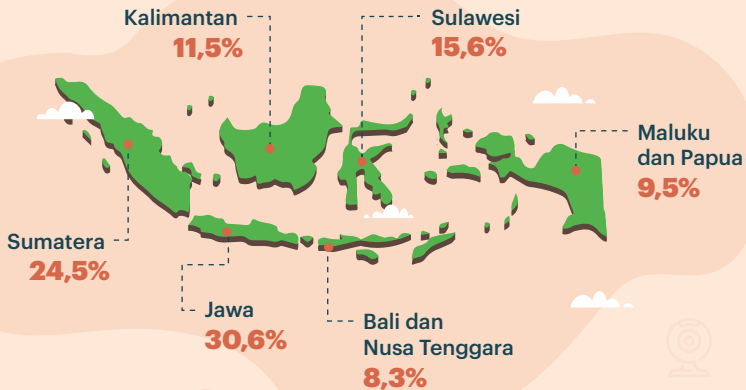 Kalimantan
11,5%
Sulawesi
15,6%
Maluku
dan Papua
9,5%
Sumatera
24,5%
Jawa
30,6%
Bali dan
Nusa Tenggara
8,3%